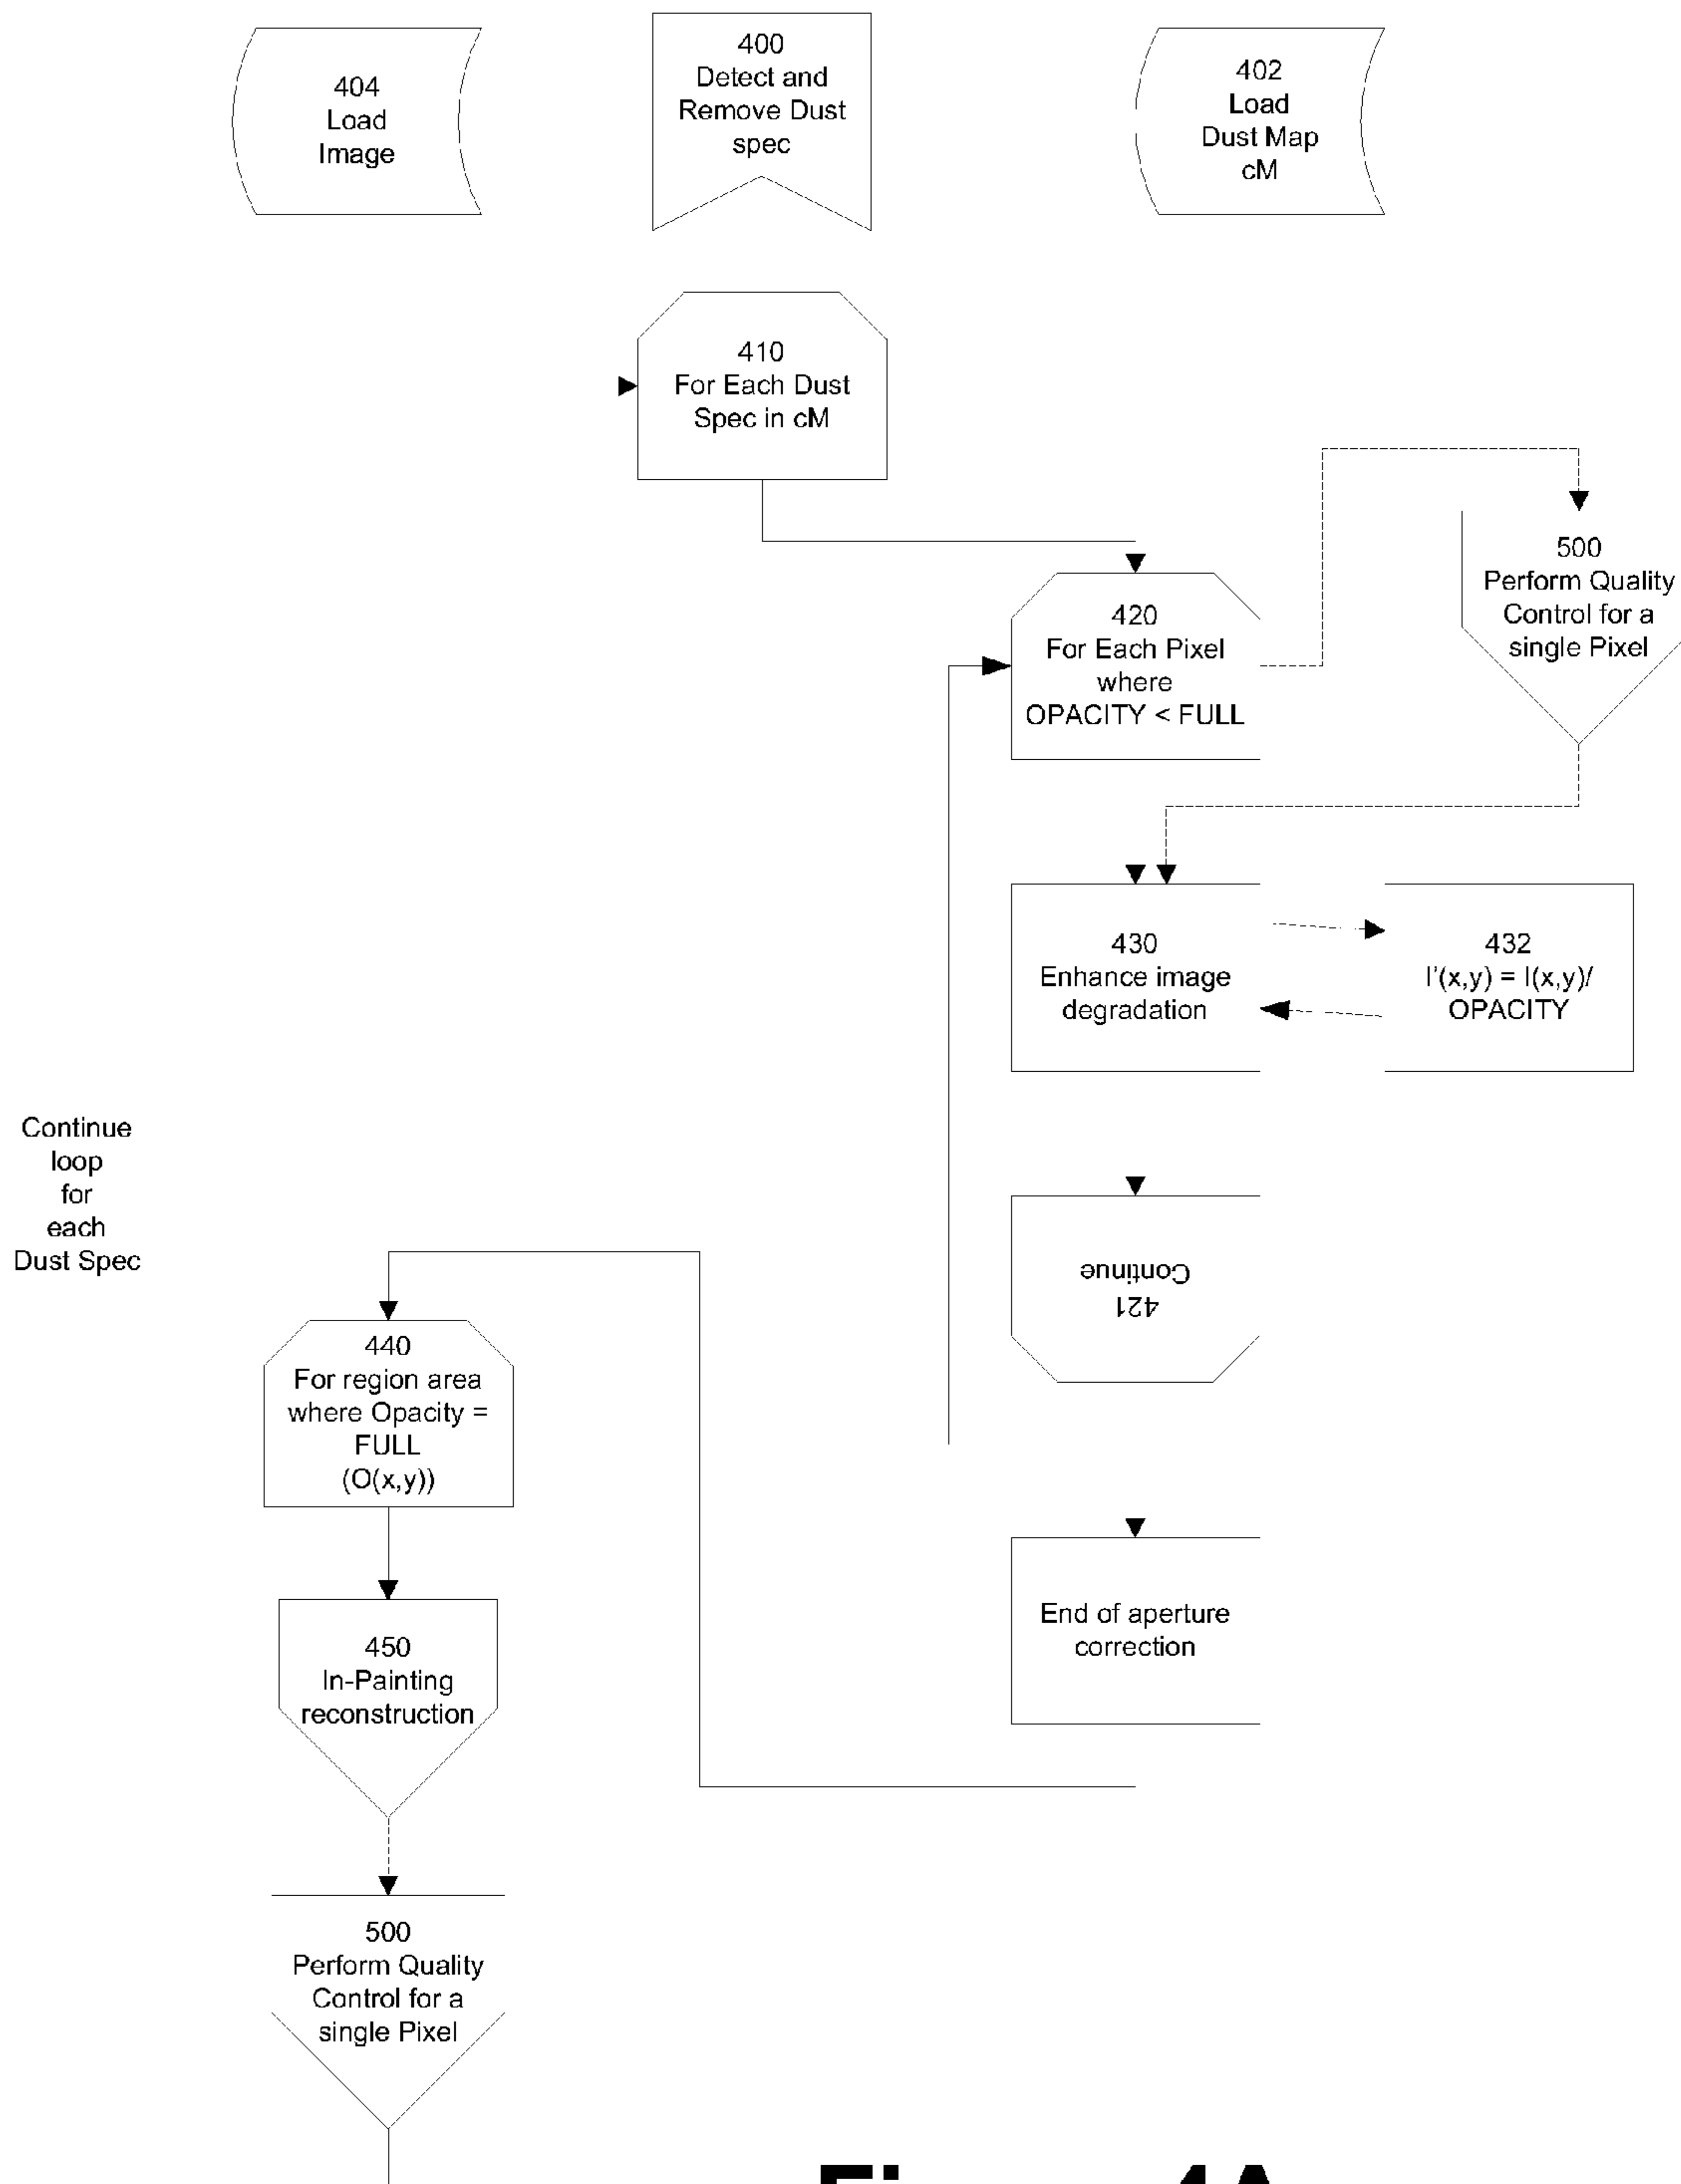 404
Load
Image
400
Detect and
Remove Dust
spec
402
Load
Dust Map
cM
410
For Each Dust
Spec in cM
500
Perform Quality
Control for a
single Pixel
420
For Each Pixel
where
OPACITY < FULL
430
Enhance image
degradation
432
I'(x,y) = I(x,y)/
OPACITY
Continue
loop
for
each
Dust Spec
421
Continue
440
For region area
where Opacity =
FULL
(O(x,y))
End of aperture
correction
450
In-Painting
reconstruction
500
Perform Quality
Control for a
single Pixel